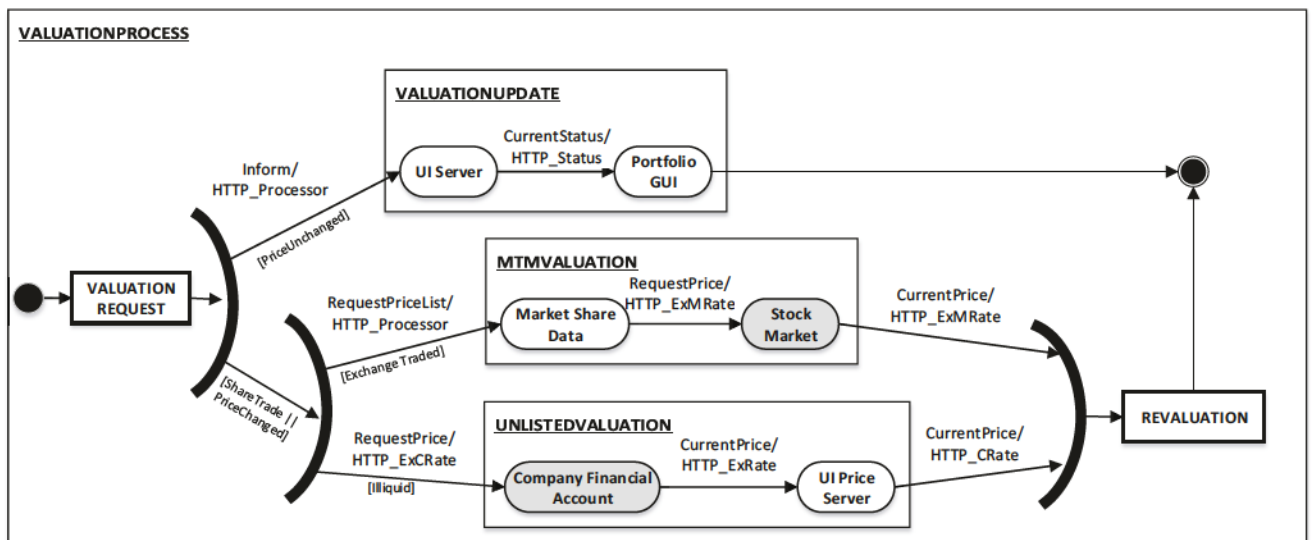 VALUATIONPROCESS
VALUATIONUPDATE
Inform/
HTTP_Processor
UI Server
CurrentStatus/
HTTP_Status
Portfolio
GUI
[PriceUnchanged]
VALUATION
REQUEST
MTMVALUATION
RequestPriceList/
HTTP_Processor
[Exchange Traded]
Market Share
Data
RequestPrice/
HTTP_ExMRate
Stock
Market
CurrentPrice/
HTTP_ExMRate
[ShareTrade ||
PriceChanged]
UNLISTEDVALUATION
RequestPrice/
HTTP_ExCRate
[Illiquid]
Company Financial
Account
CurrentPrice/
HTTP_ExRate
UI Price
Server
CurrentPrice/
HTTP_CRate
REVALUATION